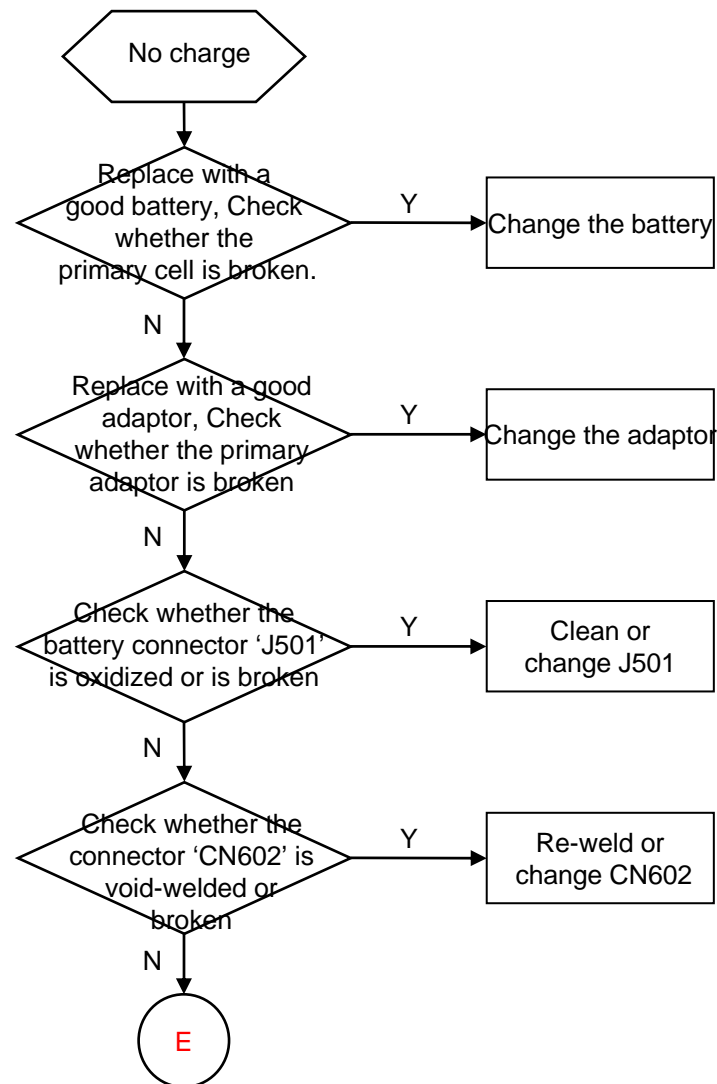 No charge
Replace with a
good battery, Check
whether the
primary cell is broken.
Y
Change the battery
N
Replace with a good
adaptor, Check
whether the primary
adaptor is broken
Y
Change the adaptor
N
Check whether the
battery connector ‘J501’
is oxidized or is broken
Y
Clean or
change J501
N
Check whether the
connector ‘CN602’ is
void-welded or
broken
Y
Re-weld or
change CN602
N
E